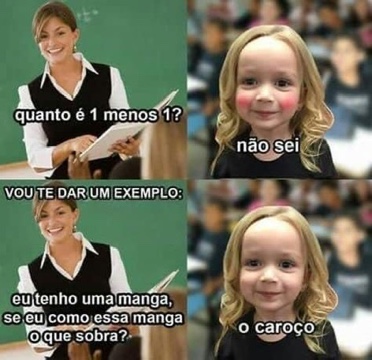 quanto é 1 menos 1?
não sei
VOU TE DAR UM EXEMPLO:
eu tenho uma manga,
se eu como essa manga
o que sobra?
o caroço